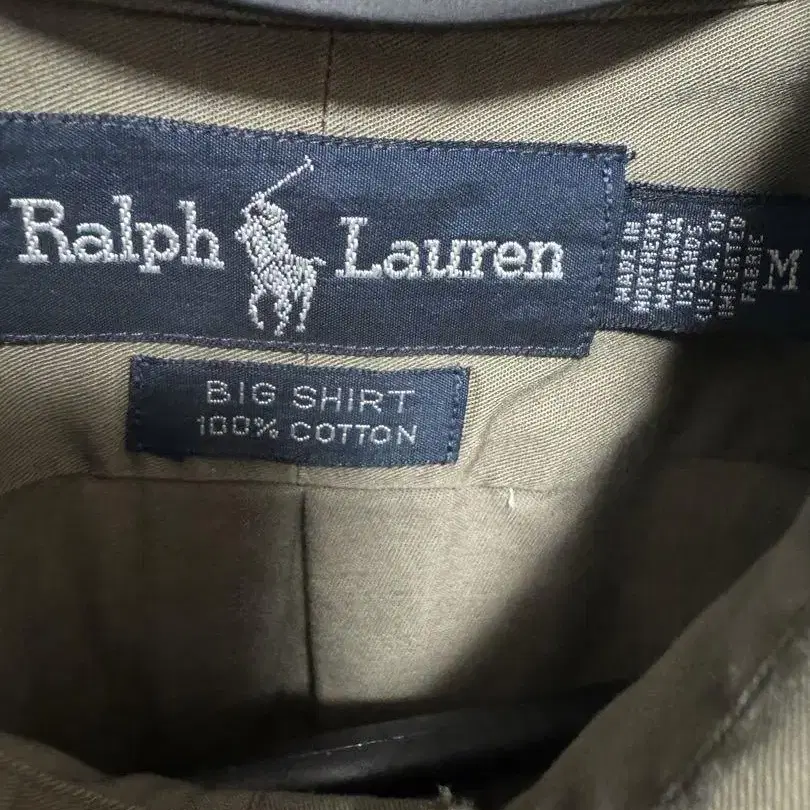 Ralph Lauren
MADE IN
NORTHERN
MARIANA
ISLANDS
(U.S.A.) OF
IMPORTED
FABRIC
M
BIG SHIRT
100% COTTON